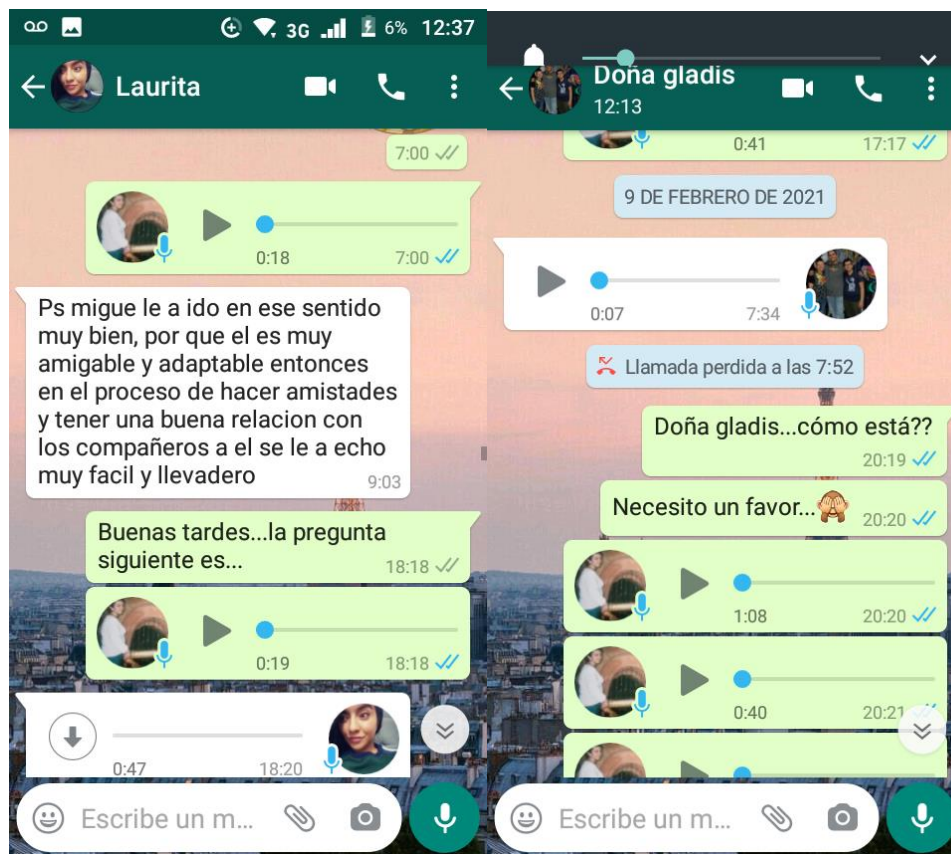 3G 6% 12:37
Laurita
7:00
0:18 7:00
Ps migue le a ido en ese sentido
muy bien, por que el es muy
amigable y adaptable entonces
en el proceso de hacer amistades
y tener una buena relacion con
los compañeros a el se le a echo
muy facil y llevadero
9:03
Buenas tardes...la pregunta
siguiente es...
18:18
0:19 18:18
0:47 18:20
Escribe un m...
Doña gladis
12:13
0:41 17:17
9 DE FEBRERO DE 2021
0:07 7:34
Llamada perdida a las 7:52
Doña gladis...cómo está??
20:19
Necesito un favor...🙈 20:20
1:08 20:20
0:40 20:21
Escribe un m...